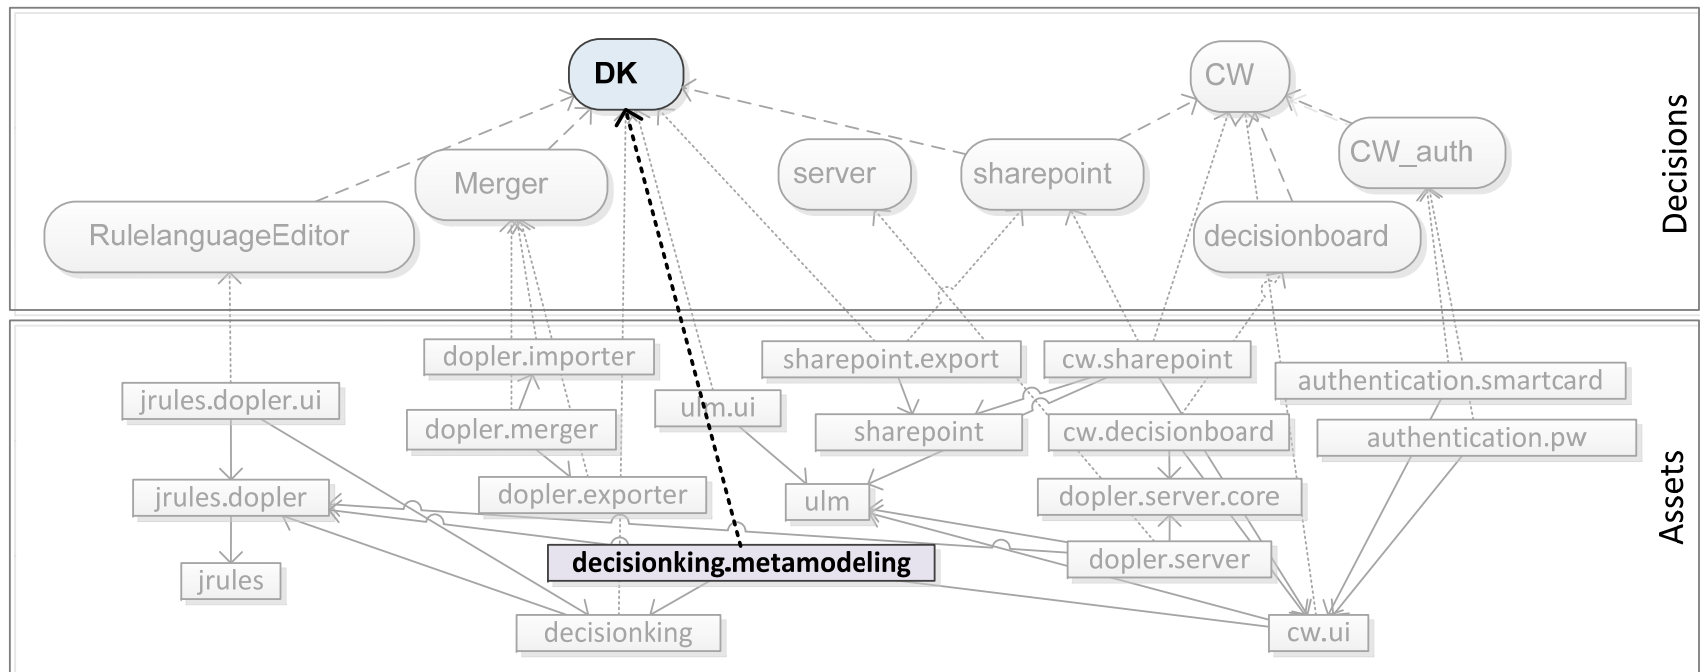 DK
CW
Decisions
Merger
server
sharepoint
CW_auth
RulelanguageEditor
decisionboard
dopler.importer
sharepoint.export
cw.sharepoint
authentication.smartcard
jrules.dopler.ui
ulm.ui
dopler.merger
sharepoint
cw.decisionboard
authentication.pw
jrules.dopler
dopler.exporter
ulm
dopler.server.core
Assets
decisionking.metamodeling
dopler.server
jrules
decisionking
cw.ui